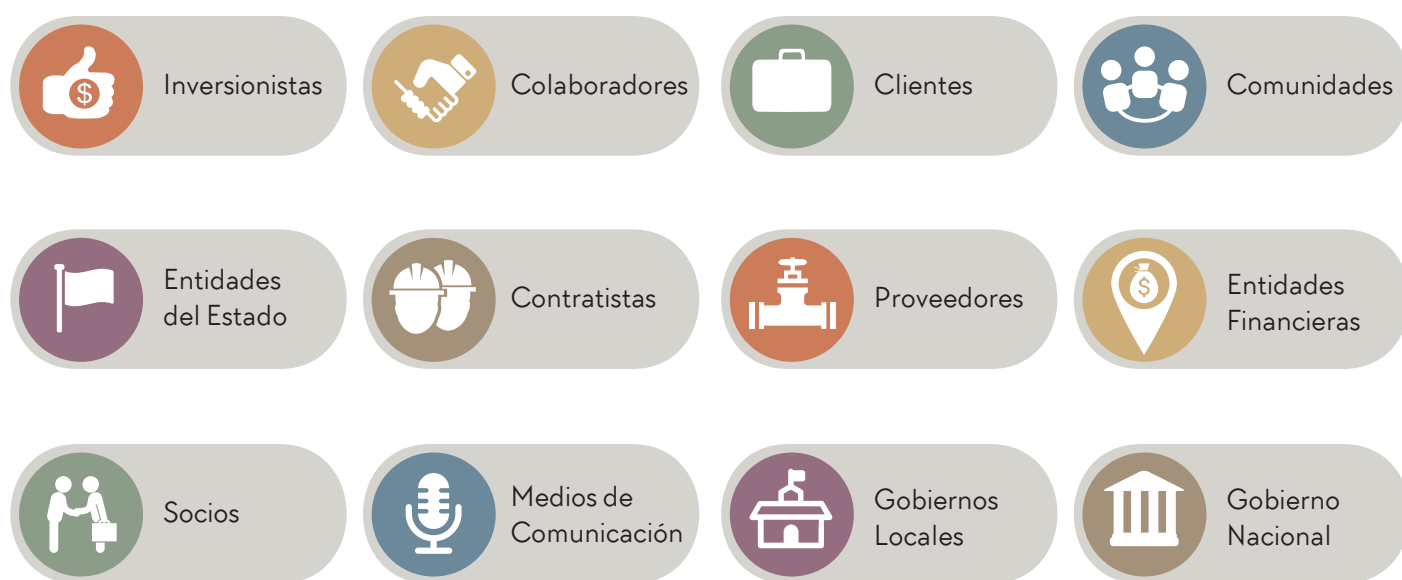 Inversionistas
Colaboradores
Clientes
Comunidades
Entidades
del Estado
Contratistas
Proveedores
Entidades
Financieras
Socios
Medios de
Comunicación
Gobiernos
Locales
Gobierno
Nacional